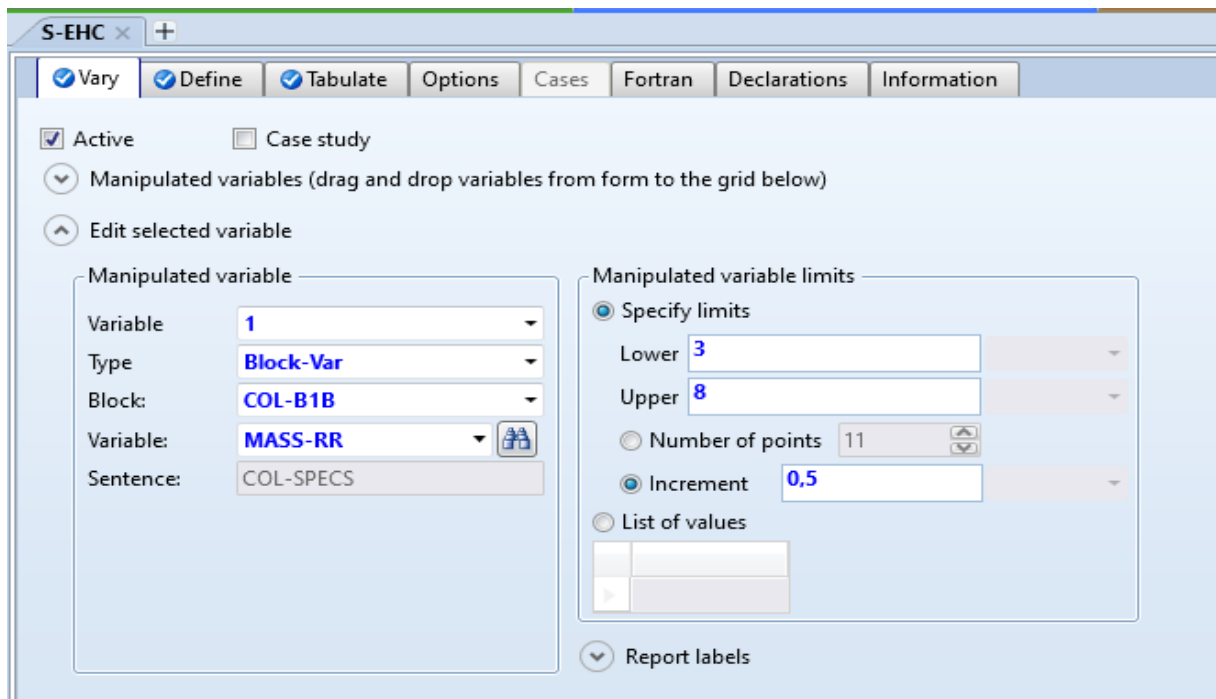 S-EHC
Vary Define Tabulate Options Cases Fortran Declarations Information
Active Case study
Manipulated variables (drag and drop variables from form to the grid below)
Edit selected variable
Manipulated variable
Variable 1
Type Block-Var
Block: COL-B1B
Variable: MASS-RR
Sentence: COL-SPECS
Manipulated variable limits
Specify limits
Lower 3
Upper 8
Number of points 11
Increment 0,5
List of values
Report labels